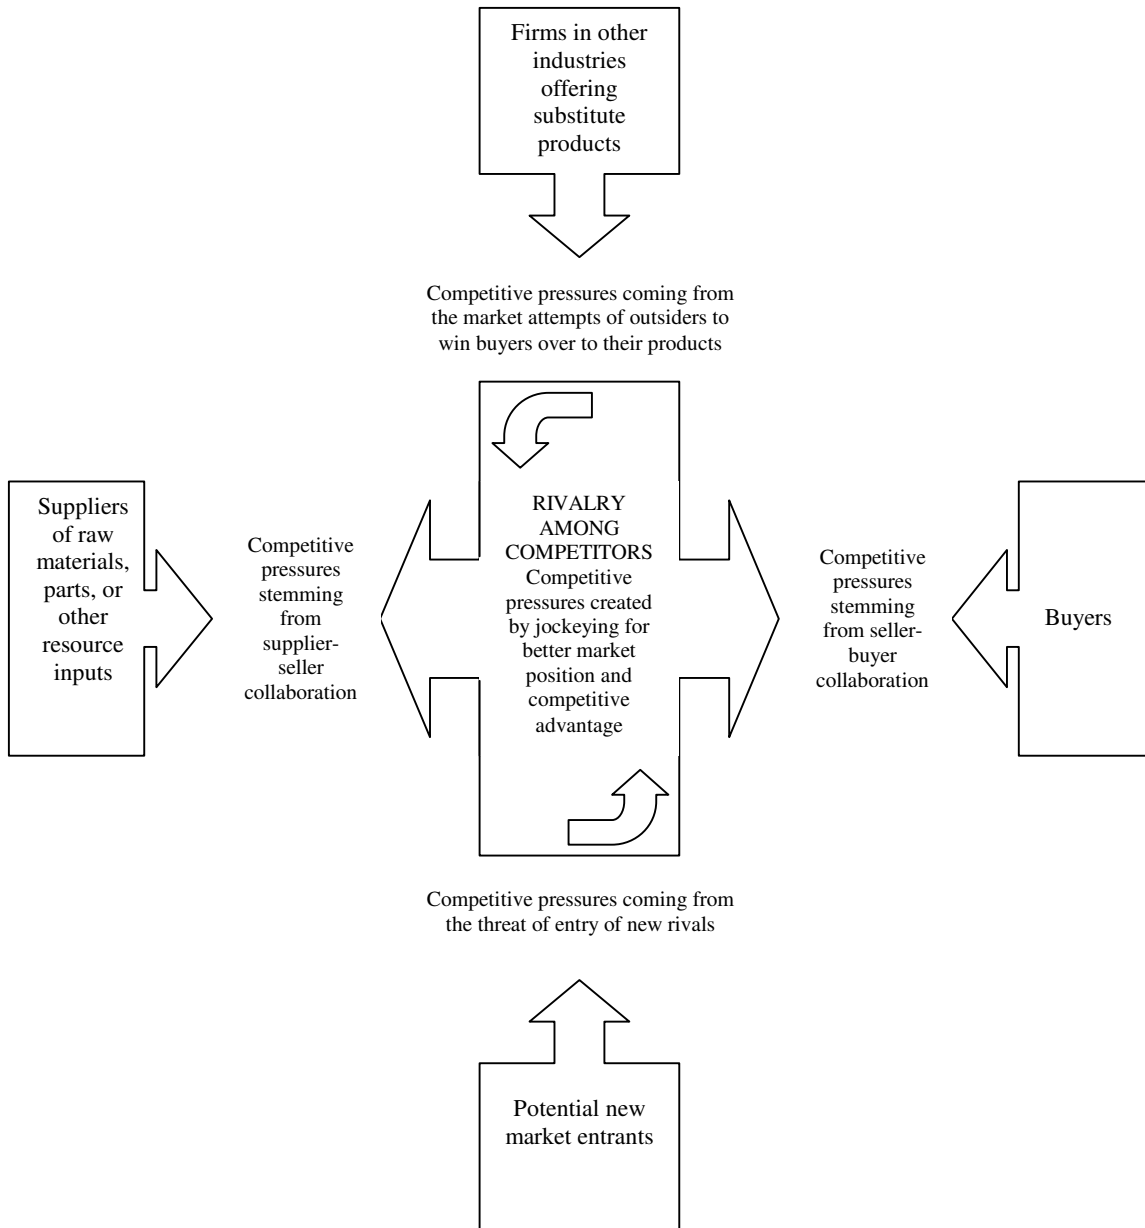 Firms in other
industries
offering
substitute
products
Competitive pressures coming from
the market attempts of outsiders to
win buyers over to their products
Suppliers
of raw
materials,
parts, or
other
resource
inputs
Competitive
pressures
stemming
from
supplier-
seller
collaboration
RIVALRY
AMONG
COMPETITORS
Competitive
pressures created
by jockeying for
better market
position and
competitive
advantage
Competitive
pressures
stemming
from seller-
buyer
collaboration
Buyers
Competitive pressures coming from
the threat of entry of new rivals
Potential new
market entrants